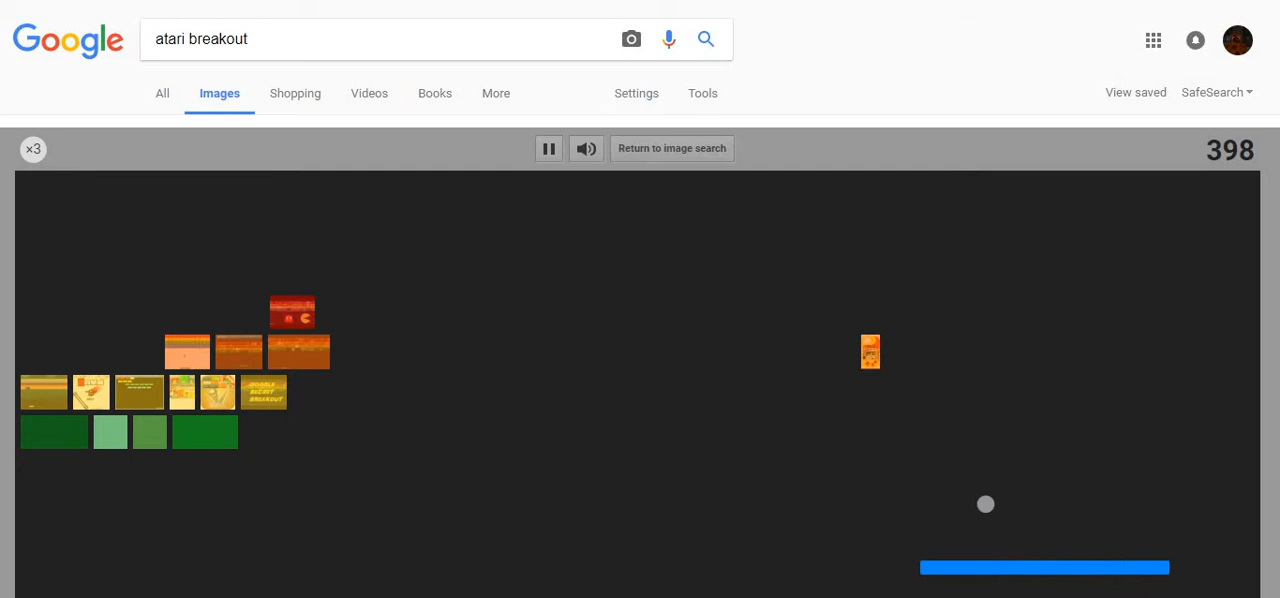 Google
atari breakout
All Images Shopping Videos Books More Settings Tools View saved SafeSearch
×3 Return to image search 398